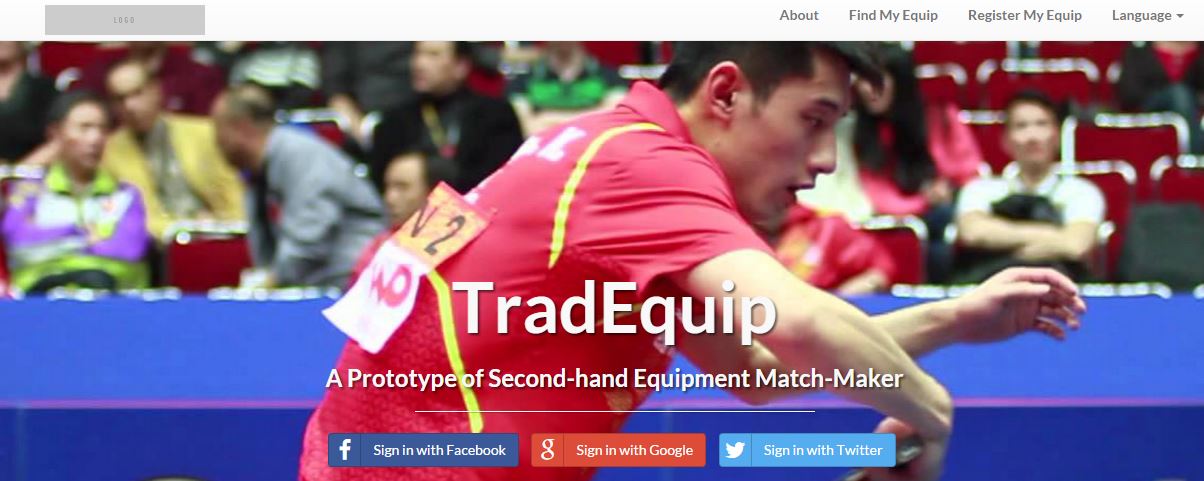 LOGO
About
Find My Equip
Register My Equip
Language
N 2
TradEquip
A Prototype of Second-hand Equipment Match-Maker
f
Sign in with Facebook
g
Sign in with Google
Sign in with Twitter